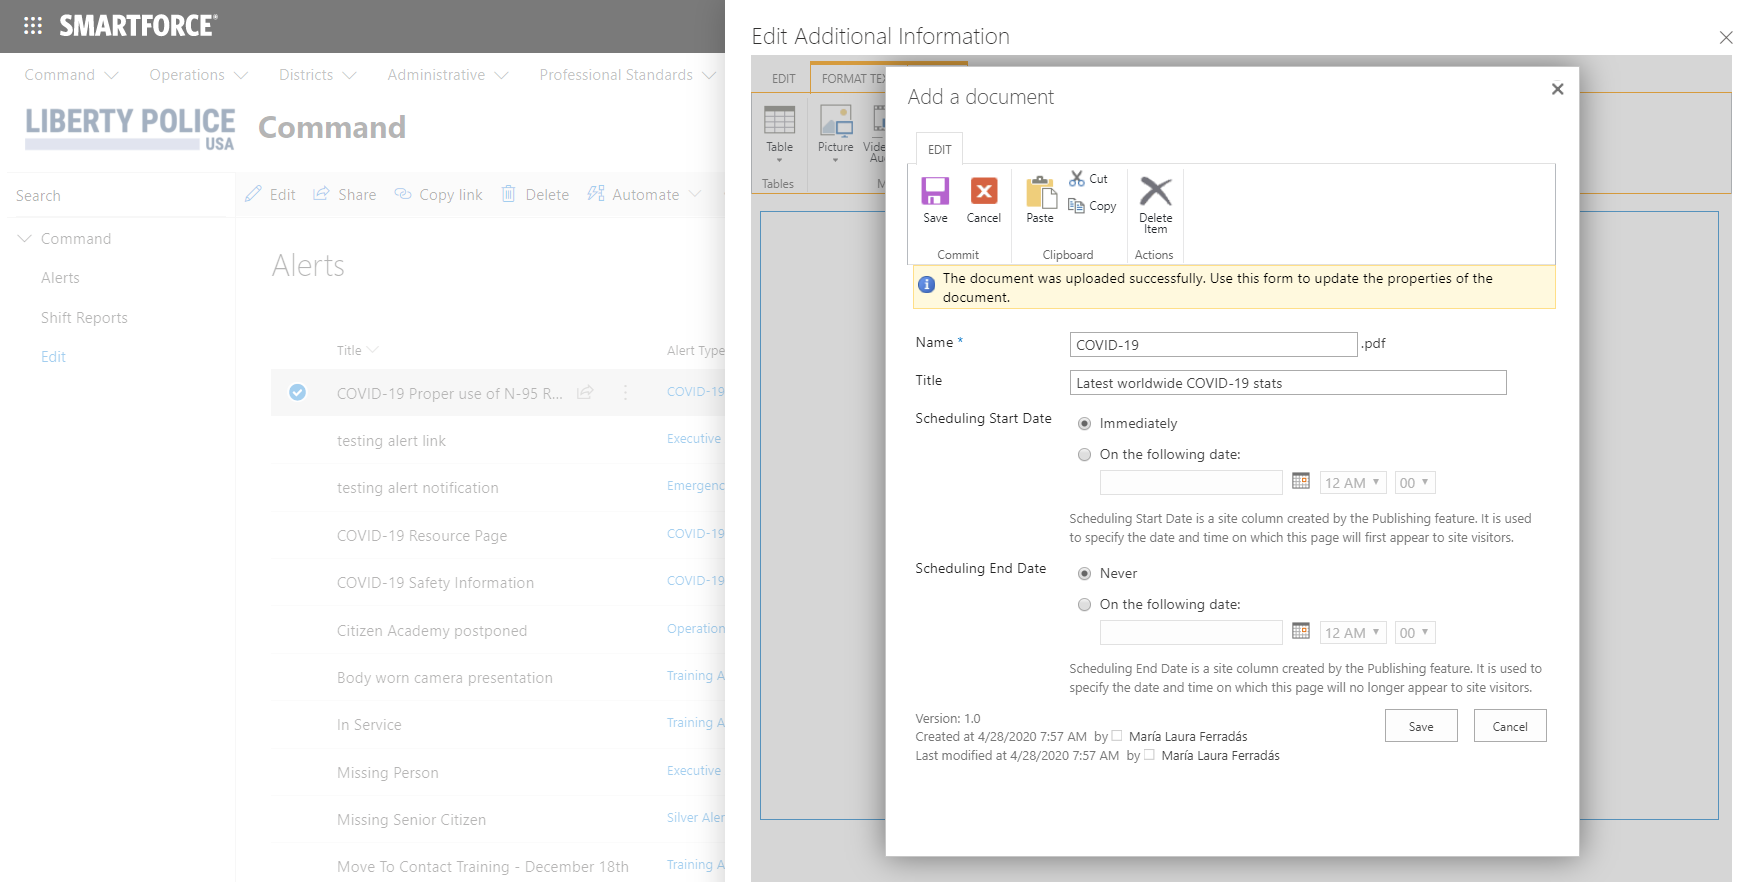 SMARTFORCE®
Command
Operations
Districts
Administrative
Professional Standards
LIBERTY POLICE
USA
Command
Search
Edit
Share
Copy link
Delete
Automate
Command
Alerts
Shift Reports
Edit
Alerts
Title
Alert Type
COVID-19 Proper use of N-95 R...
COVID-19
testing alert link
Executive
testing alert notification
Emergenc
COVID-19 Resource Page
COVID-19
COVID-19 Safety Information
COVID-19
Citizen Academy postponed
Operation
Body worn camera presentation
Training A
In Service
Training A
Missing Person
Executive
Missing Senior Citizen
Silver Aler
Move To Contact Training - December 18th
Training A
Edit Additional Information
EDIT
FORMAT TEX
Table
Picture
Vide
Au
Tables
M
Add a document
EDIT
Save
Cancel
Paste
Cut
Copy
Delete
Item
Commit
Clipboard
Actions
The document was uploaded successfully. Use this form to update the properties of the
document.
Name *
COVID-19
.pdf
Title
Latest worldwide COVID-19 stats
Scheduling Start Date
Immediately
On the following date:
12 AM
00
Scheduling Start Date is a site column created by the Publishing feature. It is used
to specify the date and time on which this page will first appear to site visitors.
Scheduling End Date
Never
On the following date:
12 AM
00
Scheduling End Date is a site column created by the Publishing feature. It is used to
specify the date and time on which this page will no longer appear to site visitors.
Version: 1.0
Created at 4/28/2020 7:57 AM by María Laura Ferradás
Last modified at 4/28/2020 7:57 AM by María Laura Ferradás
Save
Cancel